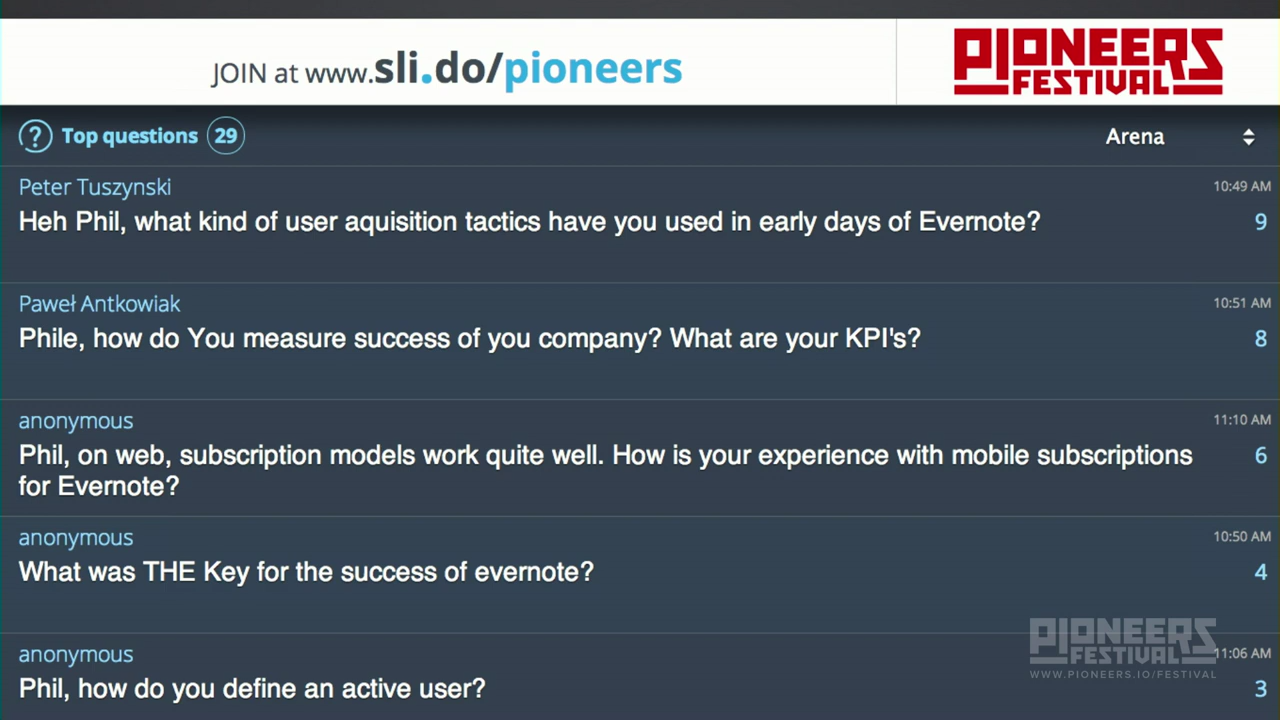 JOIN at www.sli.do/pioneers
PIONEERS
FESTIVAL
? Top questions 29
Arena
Peter Tuszynski
10:49 AM
Heh Phil, what kind of user aquisition tactics have you used in early days of Evernote?
9
Paweł Antkowiak
10:51 AM
Phile, how do You measure success of you company? What are your KPI's?
8
anonymous
11:10 AM
Phil, on web, subscription models work quite well. How is your experience with mobile subscriptions
6
for Evernote?
anonymous
10:50 AM
What was THE Key for the success of evernote?
4
anonymous
11:06 AM
Phil, how do you define an active user?
3
PIONEERS
FESTIVAL
WWW.PIONEERS.IO/FESTIVAL